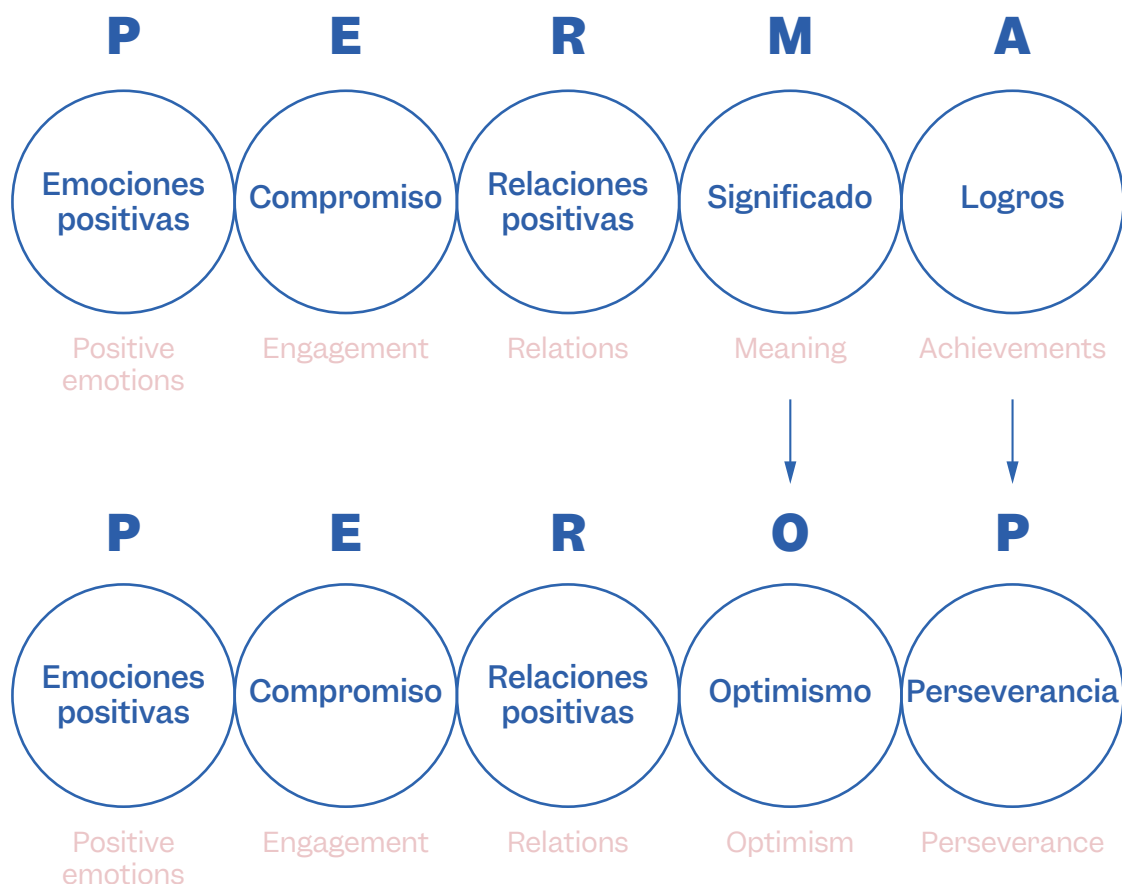 P E R M A
Emociones
positivas
Compromiso
Relaciones
positivas
Significado
Logros
Positive
emotions
Engagement
Relations
Meaning
Achievements
P E R O P
Emociones
positivas
Compromiso
Relaciones
positivas
Optimismo
Perseverancia
Positive
emotions
Engagement
Relations
Optimism
Perseverance